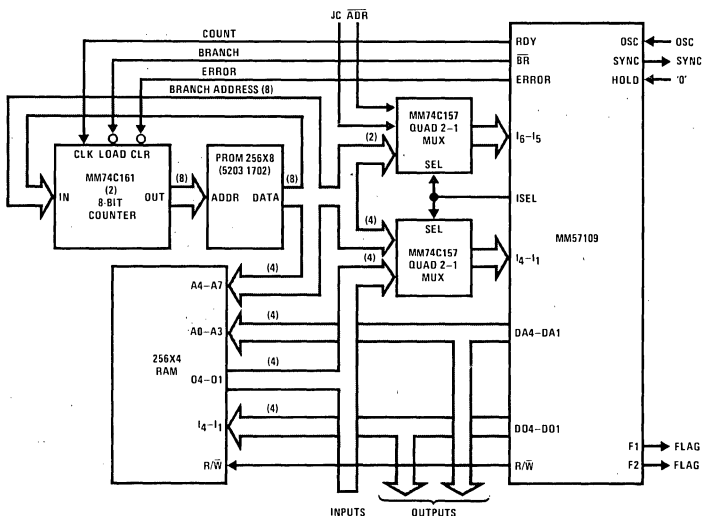 JC A̅D̅R̅
COUNT
BRANCH
ERROR
BRANCH ADDRESS (8)
RDY
B̅R̅
ERROR
OSC
SYNC
HOLD
OSC
SYNC
'0'
CLK LOAD CLR
MM74C161
(2)
8-BIT
COUNTER
IN
OUT
(8)
PROM 256X8
(5203 1702)
ADDR
DATA
(8)
(2)
MM74C157
QUAD 2–1
MUX
SEL
I6–I5
ISEL
MM57109
(4)
(4)
SEL
MM74C157
QUAD 2–1
MUX
I4–I1
(4)
A4–A7
(4)
A0–A3
DA4–DA1
256X4
RAM
(4)
O4–O1
(4)
I4–I1
DO4–DO1
R/W̅
R/W̅
F1
F2
FLAG
FLAG
INPUTS
OUTPUTS